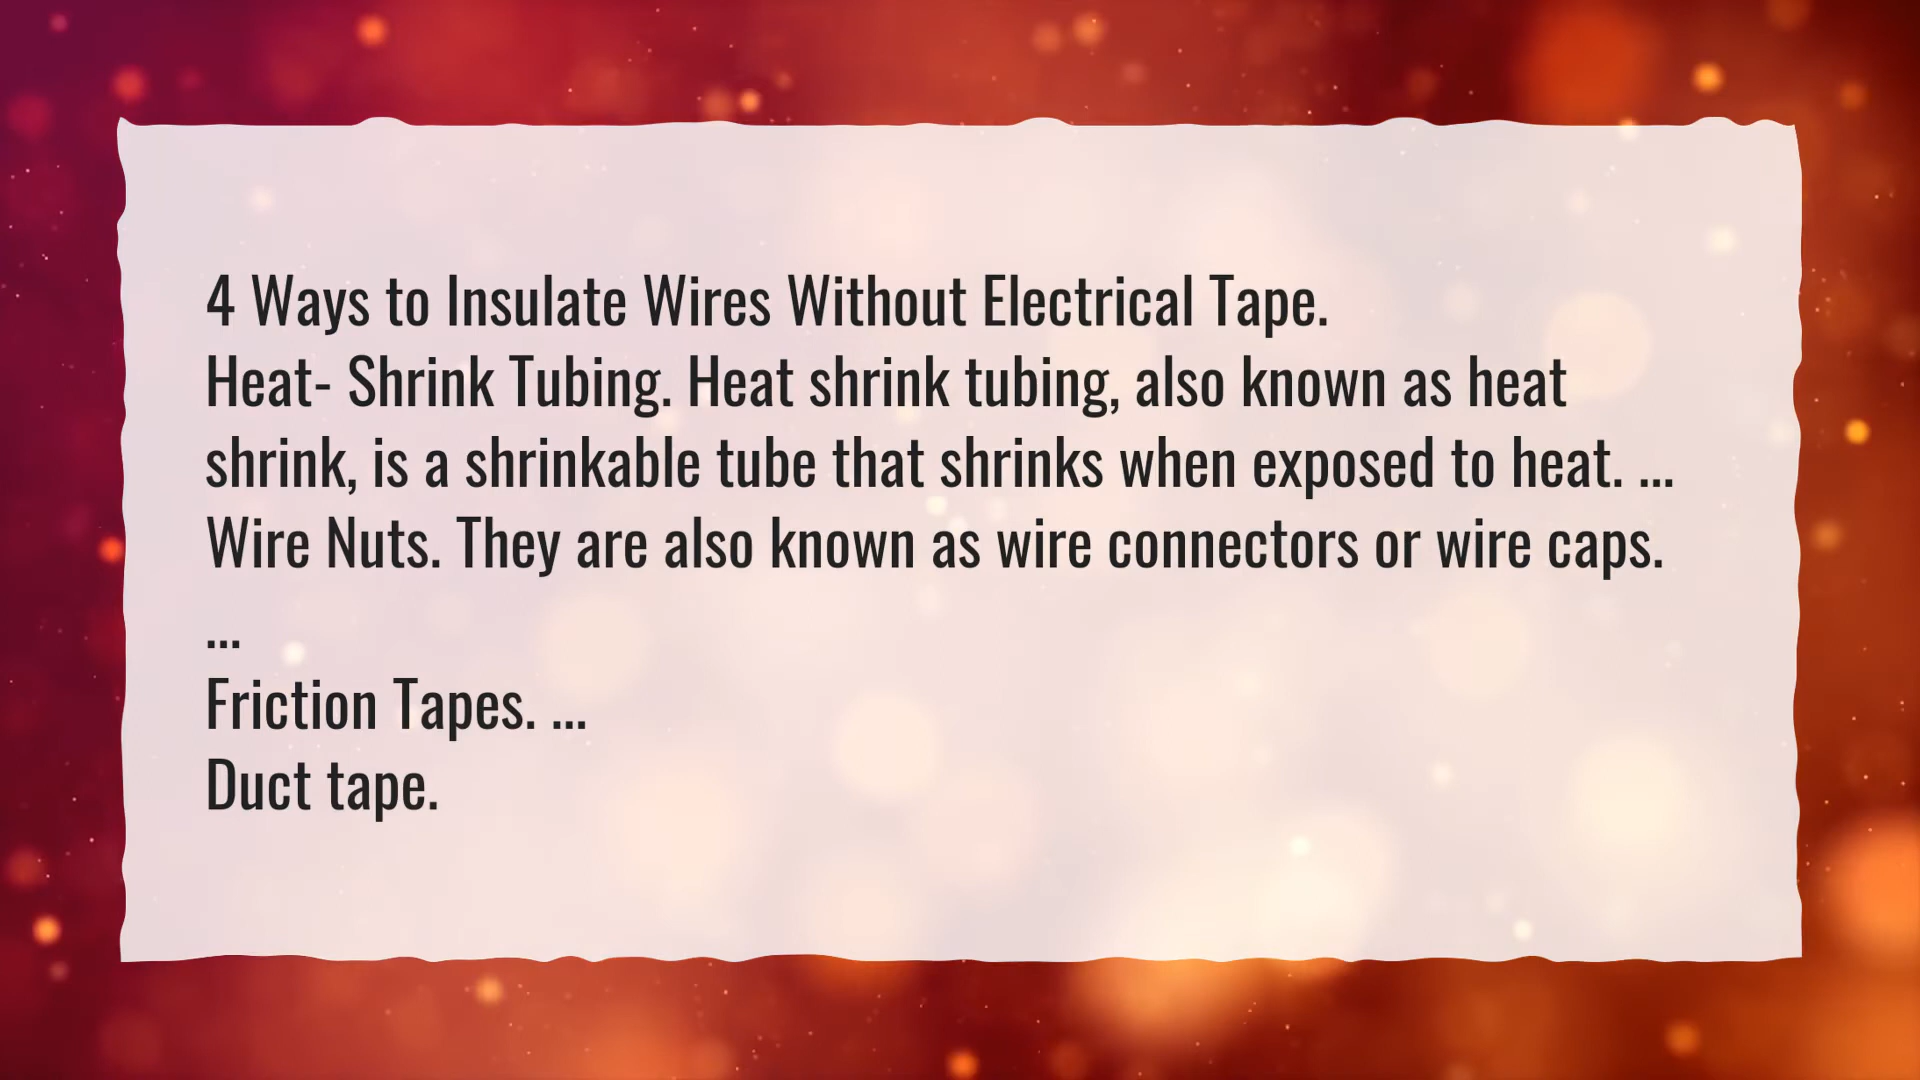 4 Ways to Insulate Wires Without Electrical Tape.
Heat- Shrink Tubing. Heat shrink tubing, also known as heat
shrink, is a shrinkable tube that shrinks when exposed to heat. ...
Wire Nuts. They are also known as wire connectors or wire caps.
...
Friction Tapes. ...
Duct tape.